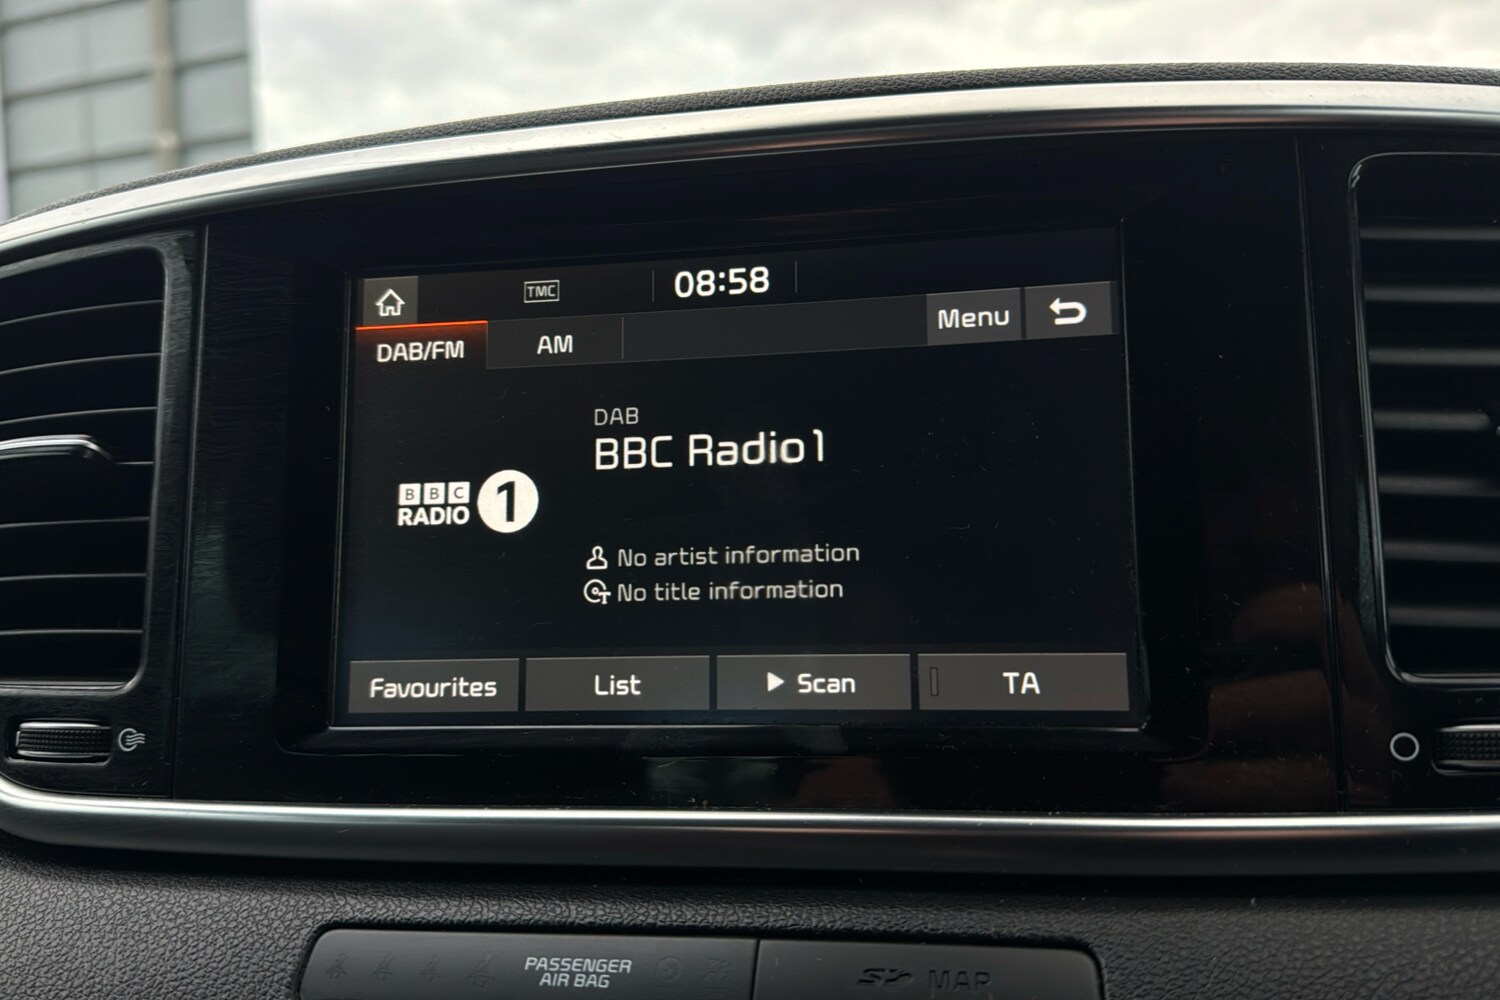 TMC
08:58
DAB/FM
AM
Menu
DAB
BBC Radio 1
BBC
RADIO 1
No artist information
No title information
Favourites
List
Scan
TA
PASSENGER
AIR BAG
SD MAP